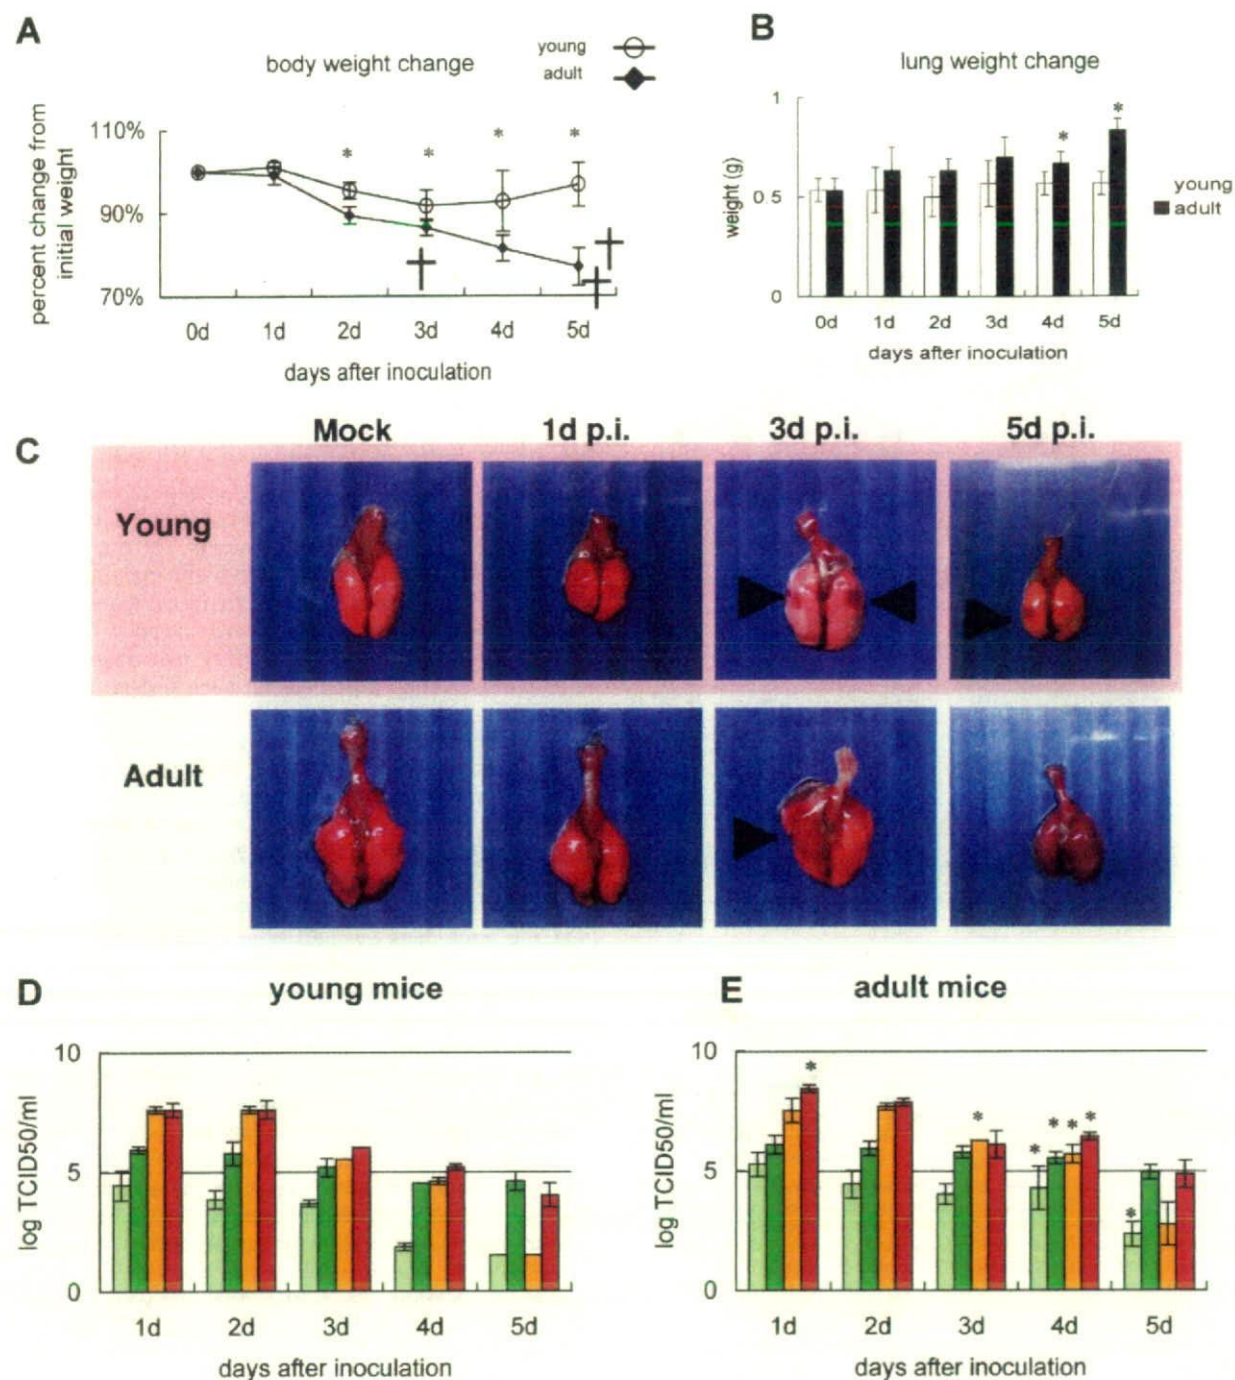 A
body weight change
young
adult
percent change from
initial weight
110%
90%
70%
* * * *
† † †
0d 1d 2d 3d 4d 5d
days after inoculation
B
lung weight change
weight (g)
1
0.5
0
* *
young
adult
0d 1d 2d 3d 4d 5d
days after inoculation
C
Mock 1d p.i. 3d p.i. 5d p.i.
Young
Adult
D
young mice
log TCID50/ml
10
5
0
1d 2d 3d 4d 5d
days after inoculation
E
adult mice
log TCID50/ml
10
5
0
* * * * * * *
1d 2d 3d 4d 5d
days after inoculation